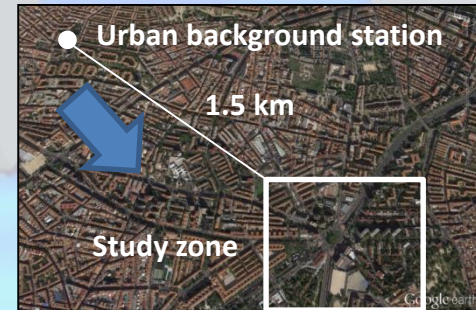 Urban background station
1.5 km
Study zone
Google earth